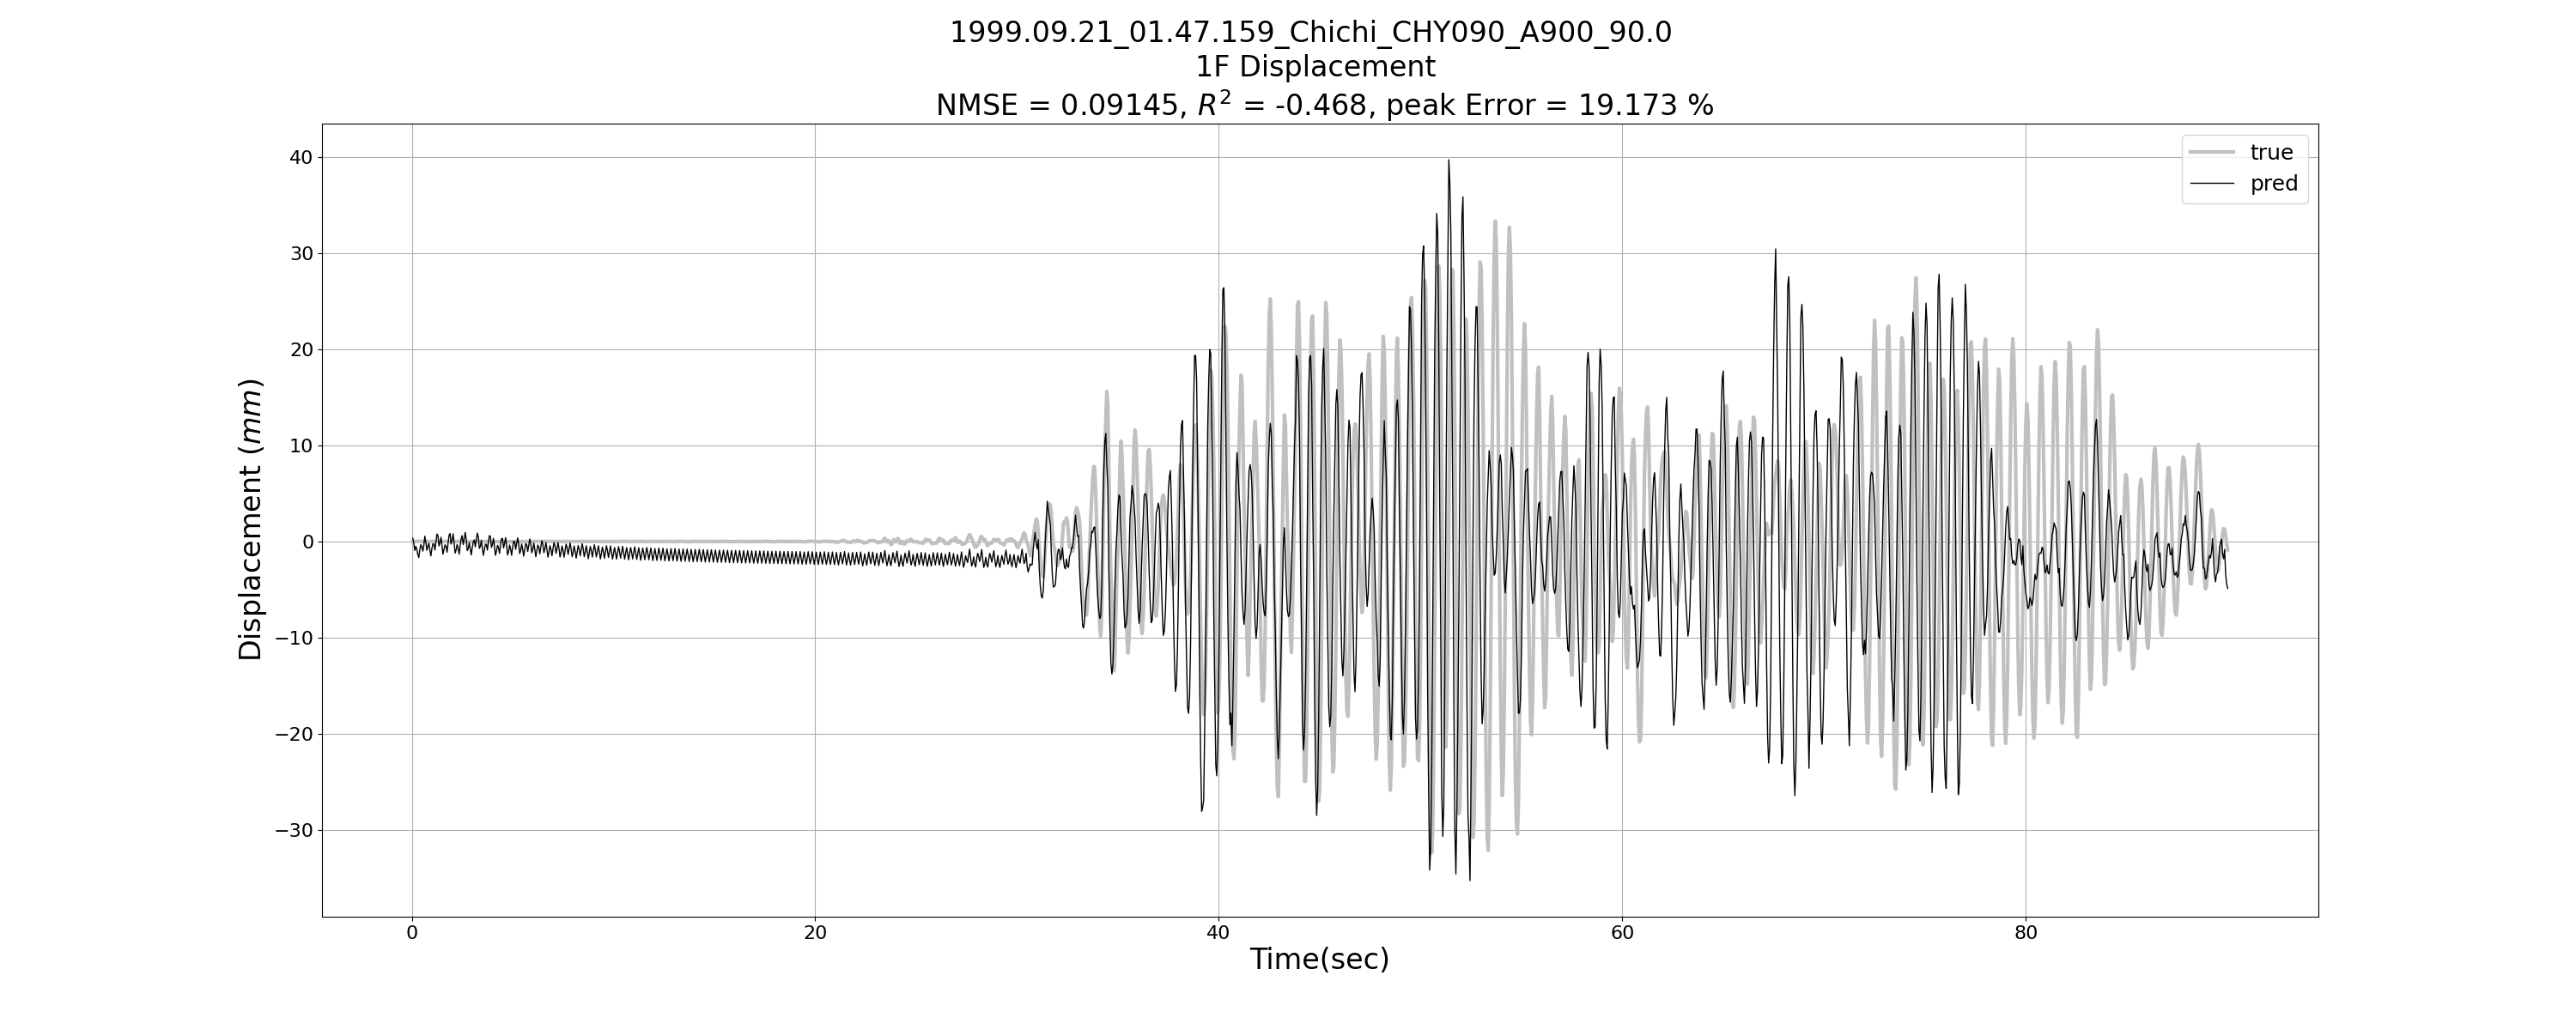 1999.09.21_01.47.159_Chichi_CHY090_A900_90.0
1F Displacement
NMSE = 0.09145, R² = -0.468, peak Error = 19.173 %
true
pred
40
30
20
10
0
−10
−20
−30
Displacement (mm)
0 20 40 60 80
Time(sec)